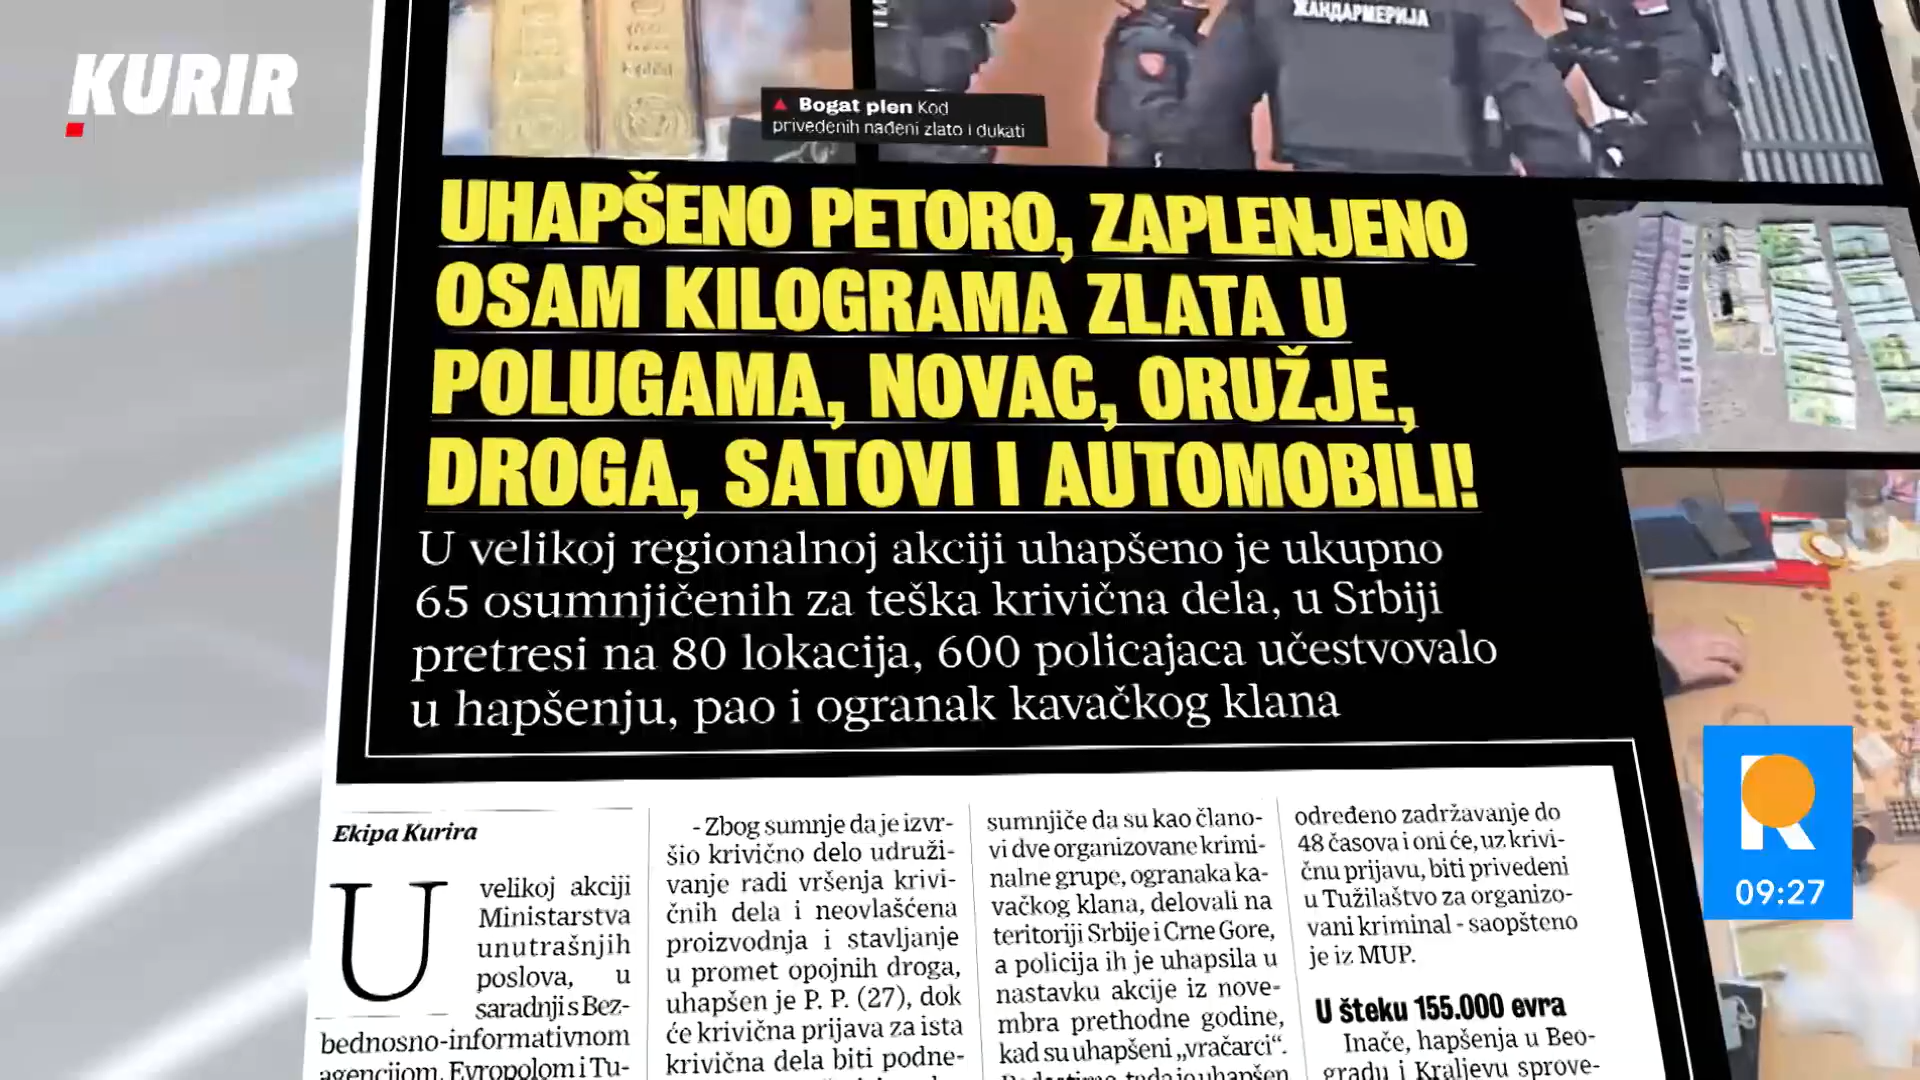 KURIR
ЖАНДАРМЕРИЈА
Bogat plen Kod
privedenih nađeni zlato i dukati
UHAPŠENO PETORO, ZAPLENJENO
OSAM KILOGRAMA ZLATA U
POLUGAMA, NOVAC, ORUŽJE,
DROGA, SATOVI I AUTOMOBILI!
U velikoj regionalnoj akciji uhapšeno je ukupno
65 osumnjičenih za teška krivična dela, u Srbiji
pretresi na 80 lokacija, 600 policajaca učestvovalo
u hapšenju, pao i ogranak kavačkog klana
Ekipa Kurira
U velikoj akciji
Ministarstva
unutrašnjih
poslova, u
saradnji s Bez-
bednosno-informativnom
agencijom, Evropolom i Tu-
- Zbog sumnje da je izvr-
šio krivično delo udruži-
vanje radi vršenja krivi-
čnih dela i neovlašćena
proizvodnja i stavljanje
u promet opojnih droga,
uhapšen je P. P. (27), dok
će krivična prijava za ista
krivična dela biti podne-
sumnjiče da su kao člano-
vi dve organizovane krimi-
nalne grupe, ogranaka ka-
vačkog klana, delovali na
teritoriji Srbije i Crne Gore,
a policija ih je uhapsila u
nastavku akcije iz nove-
mbra prethodne godine,
kad su uhapšeni „vračarci“.
određeno zadržavanje do
48 časova i oni će, uz krivi-
čnu prijavu, biti privedeni
u Tužilaštvo za organizo-
vani kriminal - saopšteno
je iz MUP.
U šteku 155.000 evra
Inače, hapšenja u Beo-
gradu i Kraljevu sprove-
R
09:27